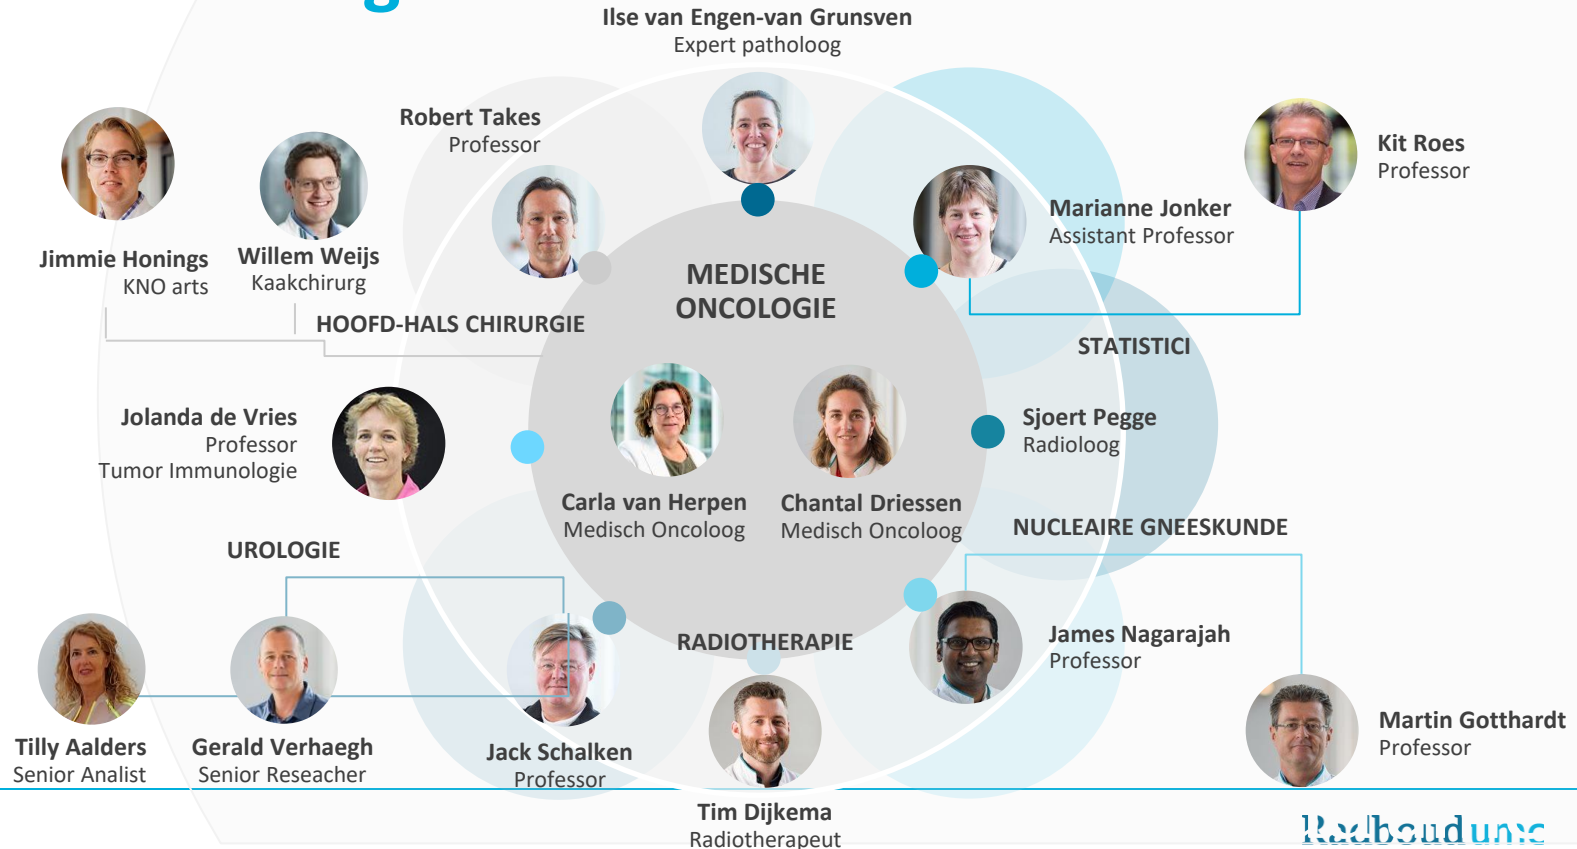 Ilse van Engen-van Grunsven
Expert patholoog
Robert Takes
Professor
Kit Roes
Professor
Marianne Jonker
Assistant Professor
Jimmie Honings
KNO arts
Willem Weijs
Kaakchirurg
MEDISCHE
ONCOLOGIE
HOOFD-HALS CHIRURGIE
STATISTICI
Jolanda de Vries
Professor
Tumor Immunologie
Sjoert Pegge
Radioloog
Carla van Herpen
Medisch Oncoloog
Chantal Driessen
Medisch Oncoloog
NUCLEAIRE GNEESKUNDE
UROLOGIE
RADIOTHERAPIE
James Nagarajah
Professor
Martin Gotthardt
Professor
Tilly Aalders
Senior Analist
Gerald Verhaegh
Senior Reseacher
Jack Schalken
Professor
Tim Dijkema
Radiotherapeut
Radboudumc